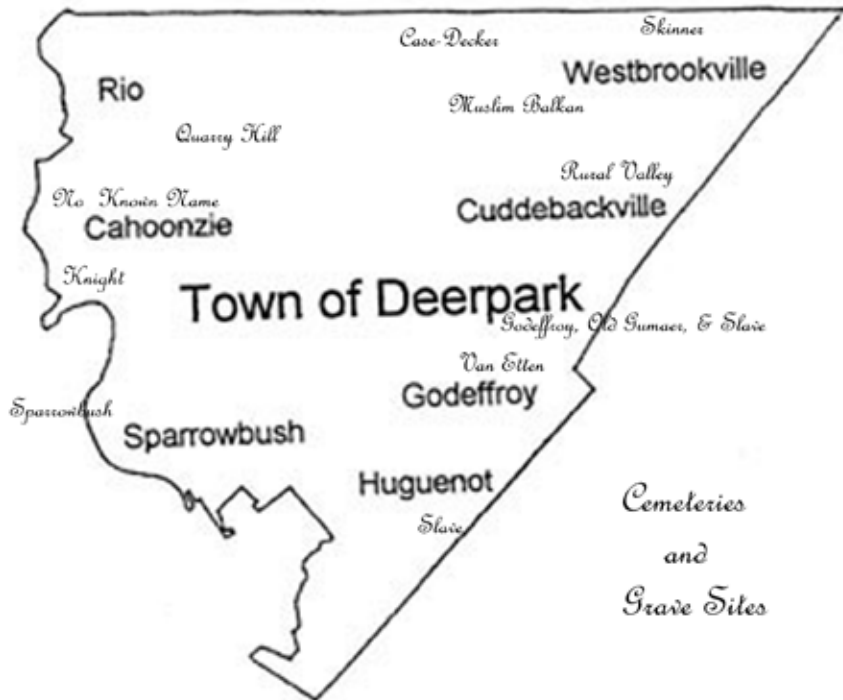 Skinner
Case-Decker
Westbrookville
Rio
Muslim Balkan
Quarry Hill
Rural Valley
No Known Name
Cuddebackville
Cahoonzie
Knight
Town of Deerpark
Godeffroy, Old Gumaer, & Slave
Van Etten
Godeffroy
Sparrowbush
Sparrowbush
Huguenot
Slave
Cemeteries
and
Grave Sites